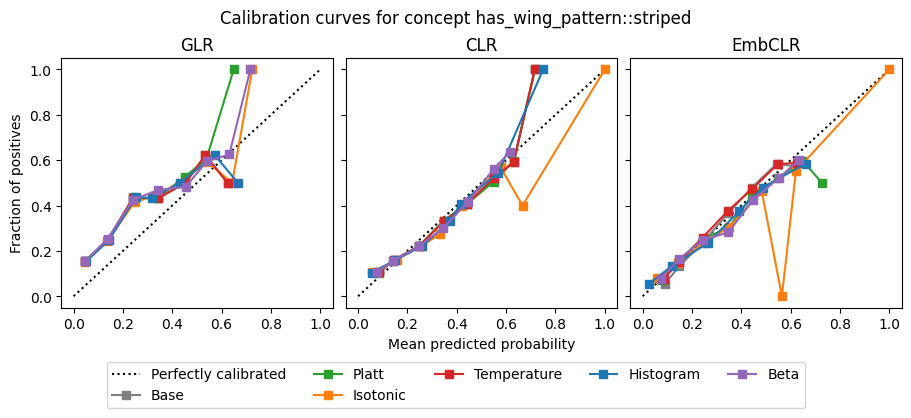 Calibration curves for concept has_wing_pattern::striped
GLR
CLR
EmbCLR
Fraction of positives
1.0
0.8
0.6
0.4
0.2
0.0
0.0 0.2 0.4 0.6 0.8 1.0
0.0 0.2 0.4 0.6 0.8 1.0
0.0 0.2 0.4 0.6 0.8 1.0
Mean predicted probability
Perfectly calibrated
Base
Platt
Isotonic
Temperature
Histogram
Beta